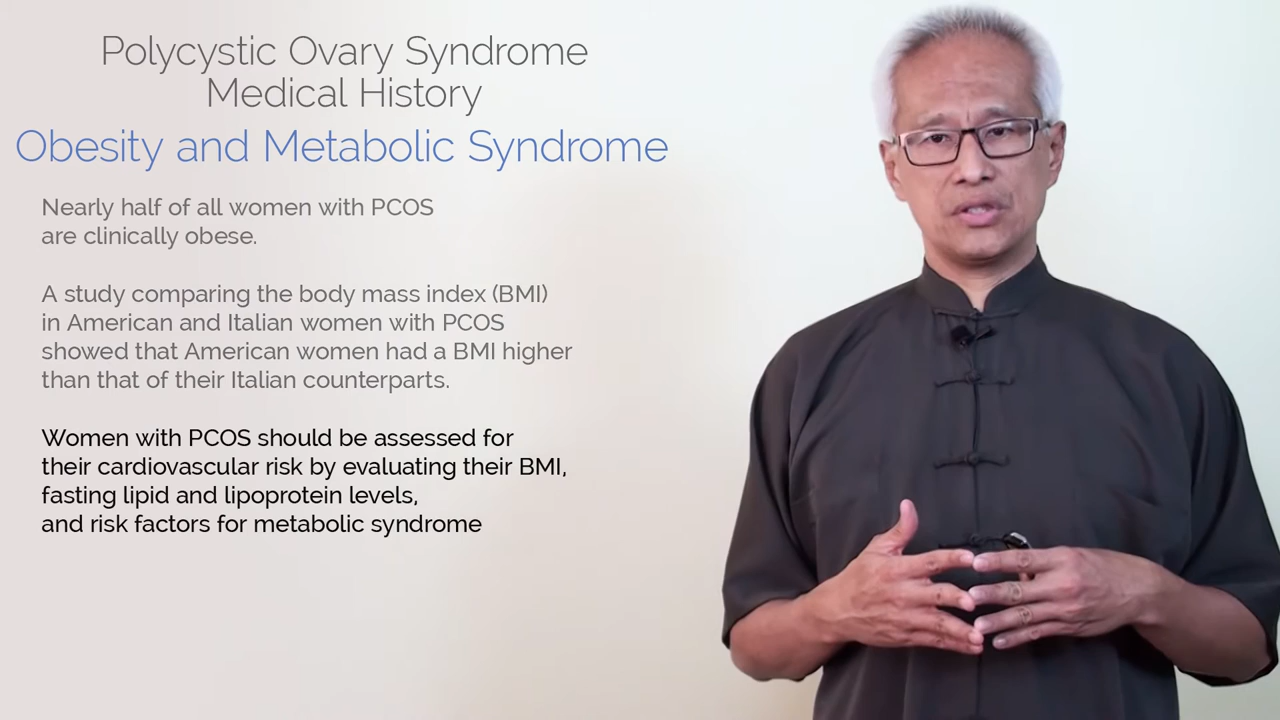 Polycystic Ovary Syndrome
Medical History
Obesity and Metabolic Syndrome
Nearly half of all women with PCOS
are clinically obese.
A study comparing the body mass index (BMI)
in American and Italian women with PCOS
showed that American women had a BMI higher
than that of their Italian counterparts.
Women with PCOS should be assessed for
their cardiovascular risk by evaluating their BMI,
fasting lipid and lipoprotein levels,
and risk factors for metabolic syndrome